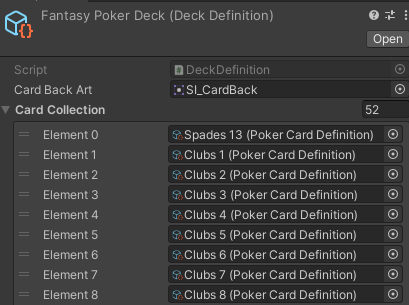 Fantasy Poker Deck (Deck Definition)
Open
Script DeckDefinition
Card Back Art SI_CardBack
Card Collection 52
Element 0 Spades 13 (Poker Card Definition)
Element 1 Clubs 1 (Poker Card Definition)
Element 2 Clubs 2 (Poker Card Definition)
Element 3 Clubs 3 (Poker Card Definition)
Element 4 Clubs 4 (Poker Card Definition)
Element 5 Clubs 5 (Poker Card Definition)
Element 6 Clubs 6 (Poker Card Definition)
Element 7 Clubs 7 (Poker Card Definition)
Element 8 Clubs 8 (Poker Card Definition)